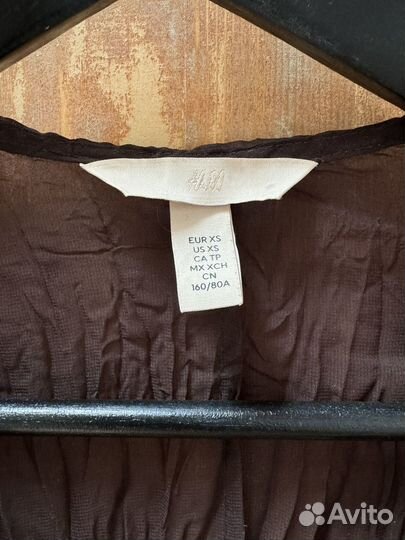 H&M
EUR XS
US XS
CA TP
MX XCH
CN
160/80A
Avito